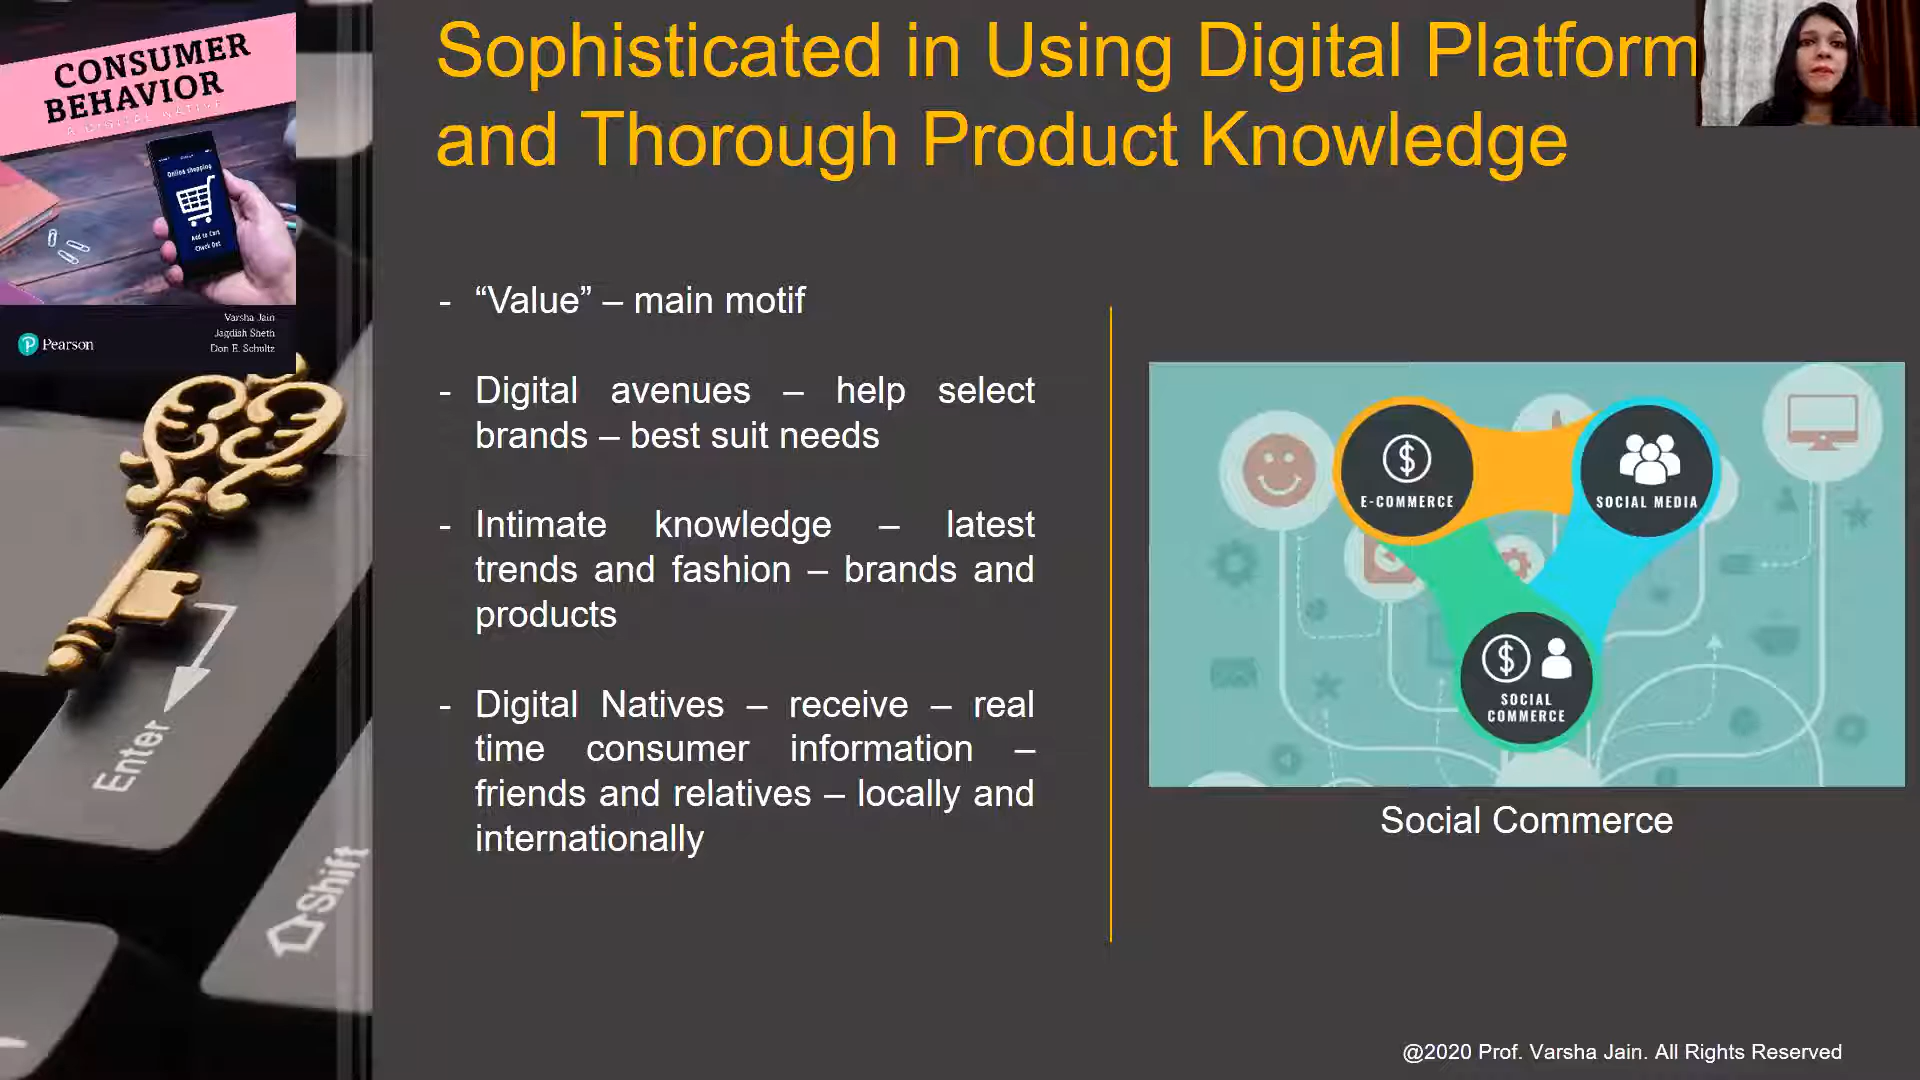 CONSUMER
BEHAVIOR
A DIGITAL NATIVE
Online shopping
Add to Cart
Check Out
Varsha Jain
Jagdish Sheth
Don E. Schultz
Pearson
Enter
Shift
Sophisticated in Using Digital Platform
and Thorough Product Knowledge
- “Value” – main motif
- Digital avenues – help select
brands – best suit needs
- Intimate knowledge – latest
trends and fashion – brands and
products
- Digital Natives – receive – real
time consumer information –
friends and relatives – locally and
internationally
E-COMMERCE
SOCIAL MEDIA
SOCIAL
COMMERCE
Social Commerce
@2020 Prof. Varsha Jain. All Rights Reserved